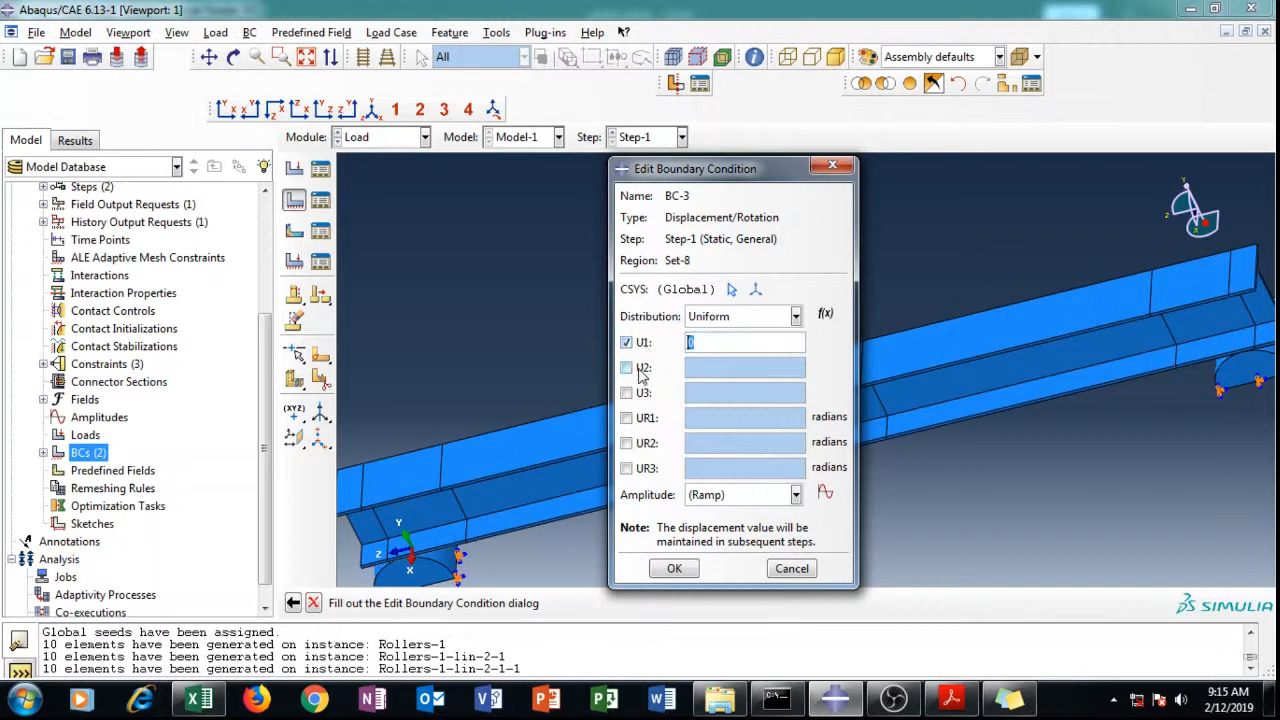 Abaqus/CAE 6.13-1 [Viewport: 1]
File Model Viewport View Load BC Predefined Field Load Case Feature Tools Plug-ins Help
All
Assembly defaults
1 2 3 4
Model Results
Module: Load Model: Model-1 Step: Step-1
Model Database
Steps (2)
Field Output Requests (1)
History Output Requests (1)
Time Points
ALE Adaptive Mesh Constraints
Interactions
Interaction Properties
Contact Controls
Contact Initializations
Contact Stabilizations
Constraints (3)
Connector Sections
Fields
Amplitudes
Loads
BCs (2)
Predefined Fields
Remeshing Rules
Optimization Tasks
Sketches
Annotations
Analysis
Jobs
Adaptivity Processes
Co-executions
Edit Boundary Condition
Name: BC-3
Type: Displacement/Rotation
Step: Step-1 (Static, General)
Region: Set-8
CSYS: (Global)
Distribution: Uniform f(x)
U1: 0
U2:
U3:
UR1: radians
UR2: radians
UR3: radians
Amplitude: (Ramp)
Note: The displacement value will be
maintained in subsequent steps.
OK Cancel
Y
Z
X
Y
Z
X
(XYZ)
Fill out the Edit Boundary Condition dialog
SIMULIA
Global seeds have been assigned.
10 elements have been generated on instance: Rollers-1
10 elements have been generated on instance: Rollers-1-lin-2-1
10 elements have been generated on instance: Rollers-1-lin-2-1-1
>>>
9:15 AM
2/12/2019